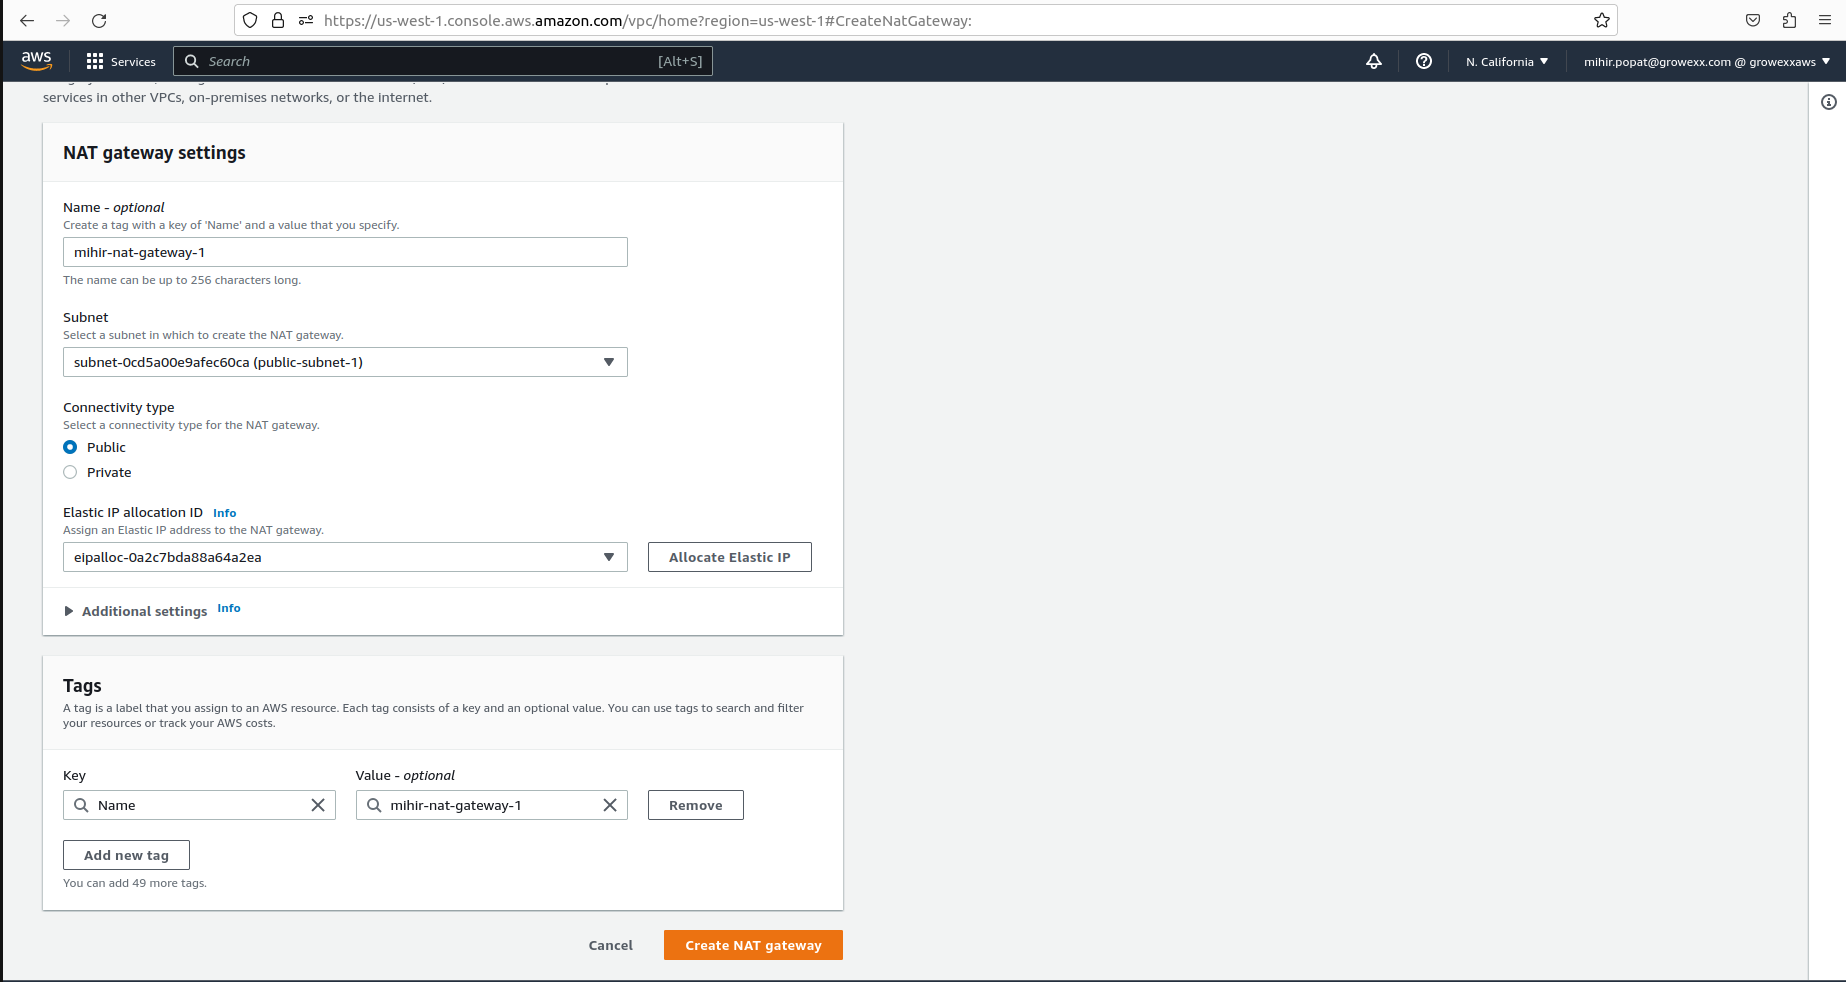 https://us-west-1.console.aws.amazon.com/vpc/home?region=us-west-1#CreateNatGateway:
aws Services Search [Alt+S] N. California mihir.popat@growexx.com @ growexxaws
services in other VPCs, on-premises networks, or the internet.
NAT gateway settings
Name - optional
Create a tag with a key of 'Name' and a value that you specify.
mihir-nat-gateway-1
The name can be up to 256 characters long.
Subnet
Select a subnet in which to create the NAT gateway.
subnet-0cd5a00e9afec60ca (public-subnet-1)
Connectivity type
Select a connectivity type for the NAT gateway.
Public
Private
Elastic IP allocation ID Info
Assign an Elastic IP address to the NAT gateway.
eipalloc-0a2c7bda88a64a2ea Allocate Elastic IP
Additional settings Info
Tags
A tag is a label that you assign to an AWS resource. Each tag consists of a key and an optional value. You can use tags to search and filter
your resources or track your AWS costs.
Key Value - optional
Name mihir-nat-gateway-1 Remove
Add new tag
You can add 49 more tags.
Cancel Create NAT gateway